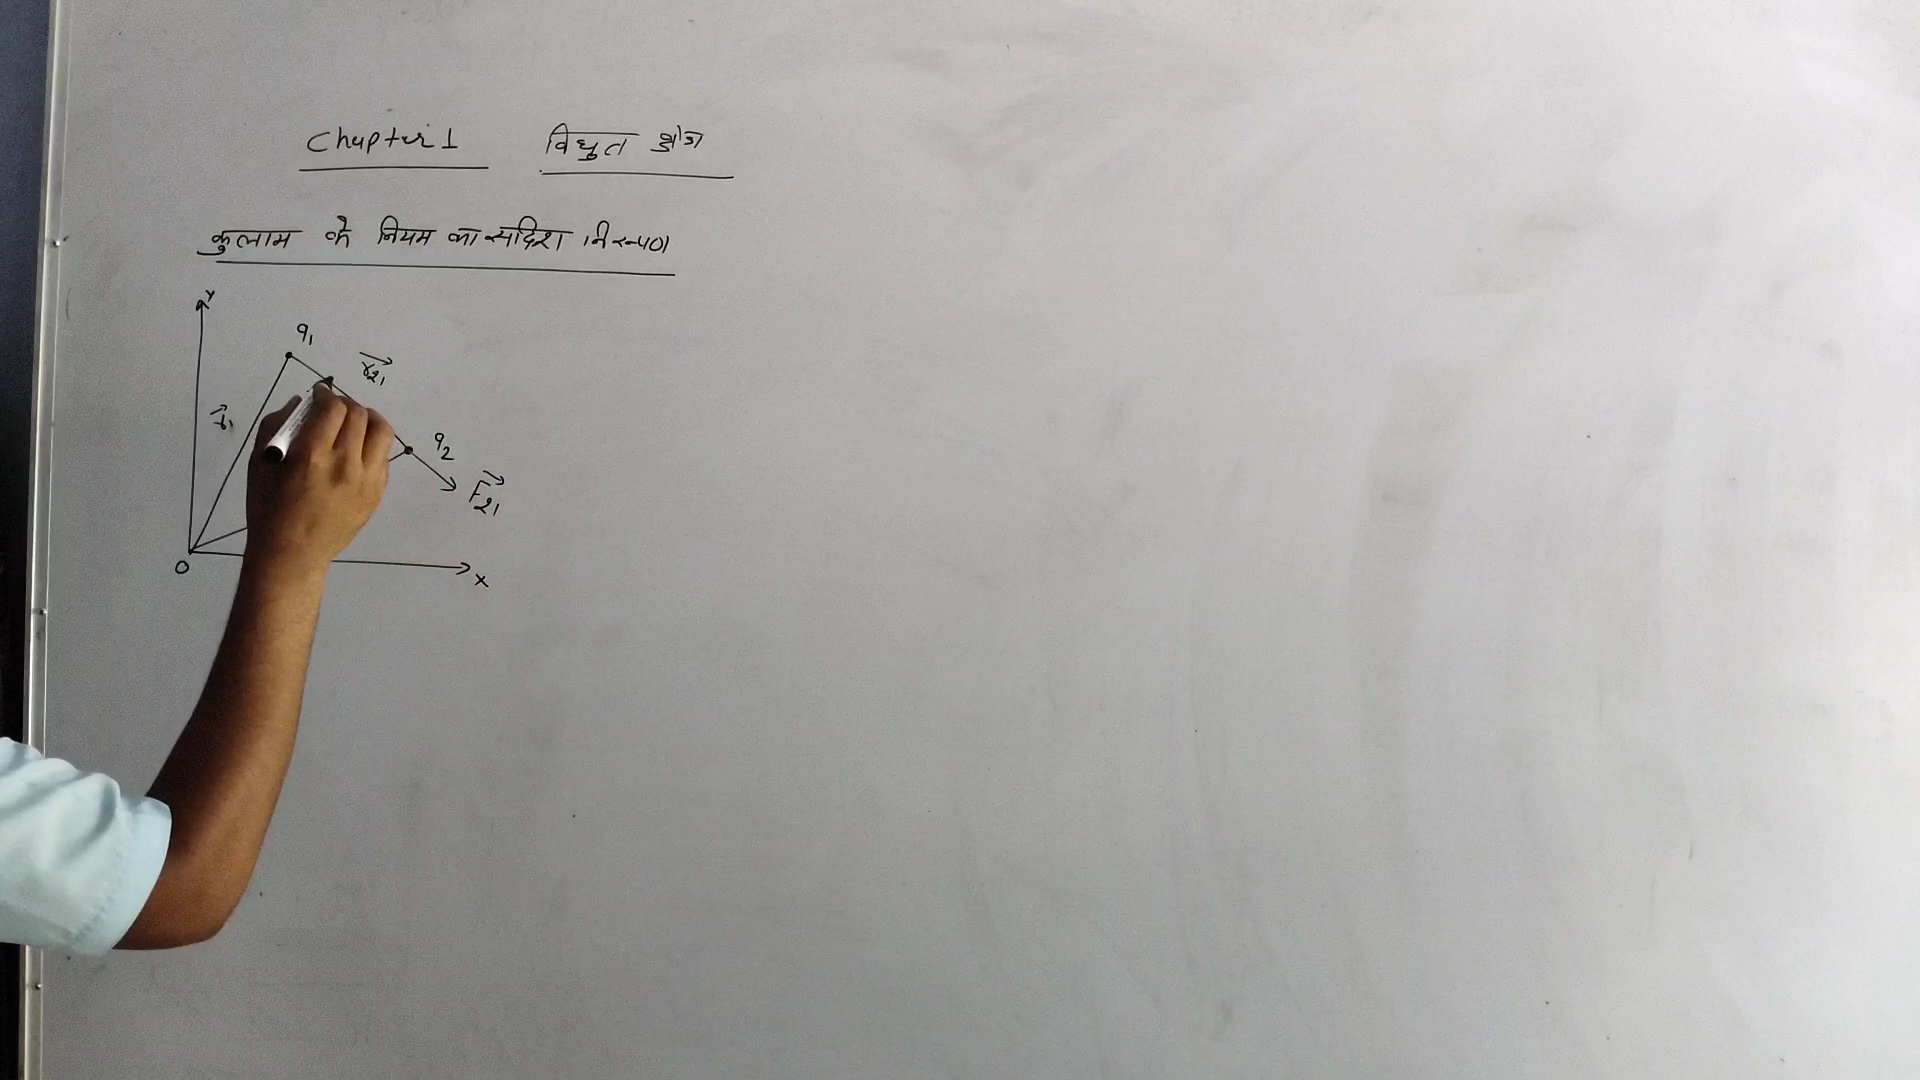 Chapter 1 विधुत क्षेत्र
कुलाम के नियम का सदिश निरूपण
Y
q₁
r₂₁
r₁
q₂
F₂₁
O
X